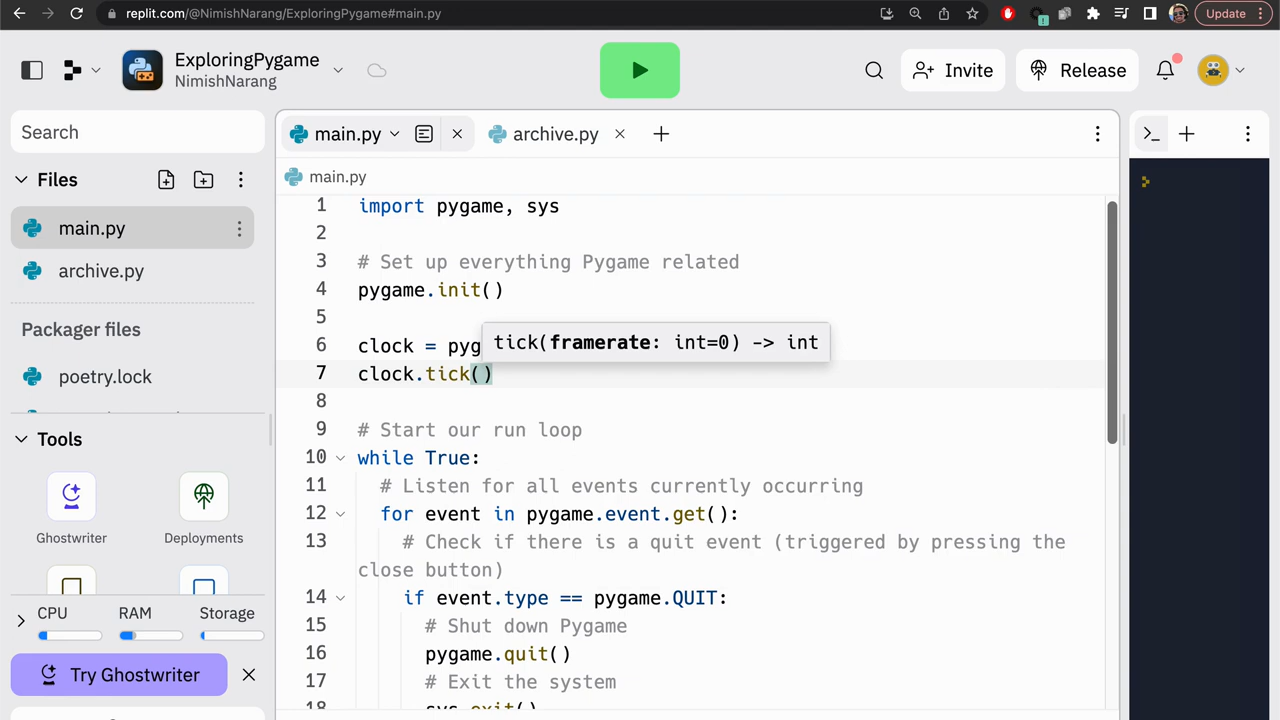 replit.com/@NimishNarang/ExploringPygame#main.py
Update
ExploringPygame
NimishNarang
Invite
Release
Search
Files
main.py
archive.py
Packager files
poetry.lock
Tools
Ghostwriter
Deployments
CPU
RAM
Storage
Try Ghostwriter
main.py
archive.py
main.py
1 import pygame, sys
2
3 # Set up everything Pygame related
4 pygame.init()
5
tick(framerate: int=0) -> int
6 clock = pyg
7 clock.tick()
8
9 # Start our run loop
10 while True:
11 # Listen for all events currently occurring
12 for event in pygame.event.get():
13 # Check if there is a quit event (triggered by pressing the
close button)
14 if event.type == pygame.QUIT:
15 # Shut down Pygame
16 pygame.quit()
17 # Exit the system
18 sys.exit()